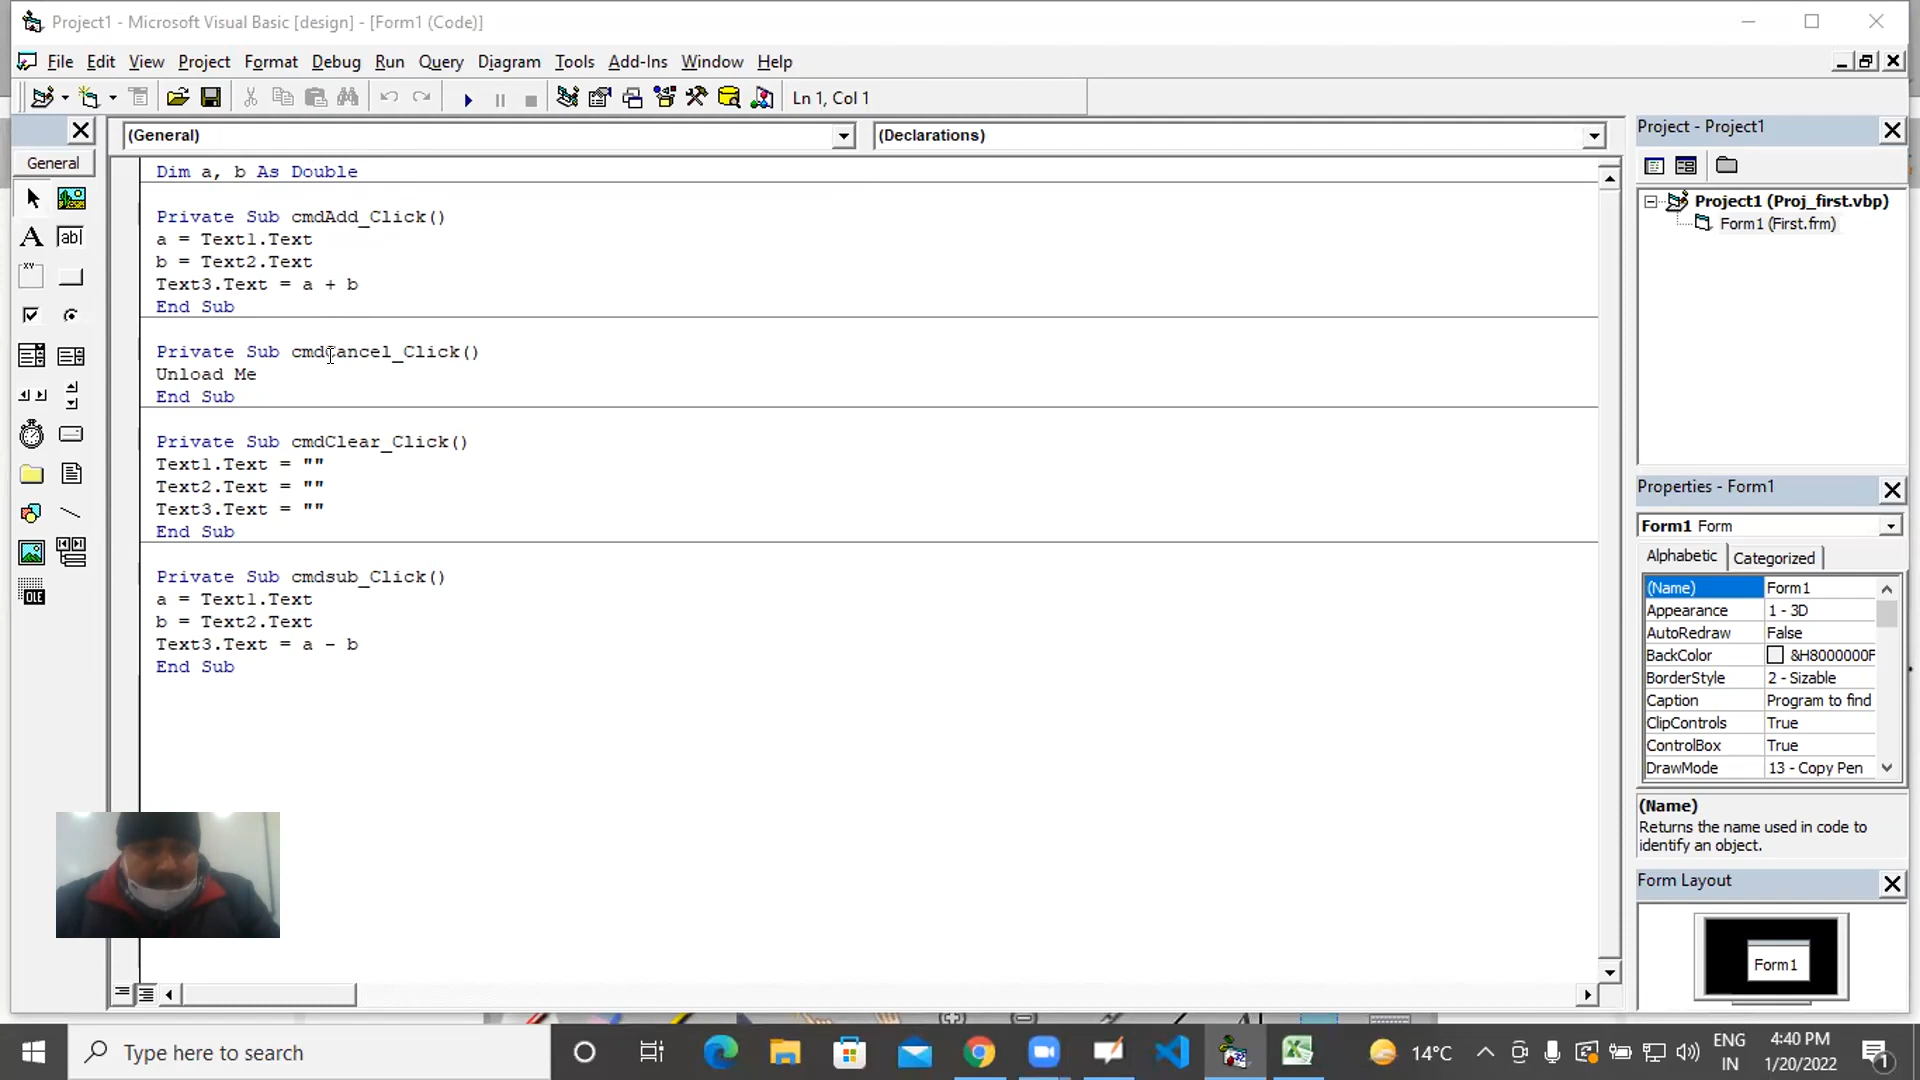 Project1 - Microsoft Visual Basic [design] - [Form1 (Code)]
File Edit View Project Format Debug Run Query Diagram Tools Add-Ins Window Help
Ln 1, Col 1
General
(General) (Declarations)
Dim a, b As Double
Private Sub cmdAdd_Click()
a = Text1.Text
b = Text2.Text
Text3.Text = a + b
End Sub
Private Sub cmdCancel_Click()
Unload Me
End Sub
Private Sub cmdClear_Click()
Text1.Text = ""
Text2.Text = ""
Text3.Text = ""
End Sub
Private Sub cmdsub_Click()
a = Text1.Text
b = Text2.Text
Text3.Text = a - b
End Sub
A ab|
XY
OLE
Project - Project1
Project1 (Proj_first.vbp)
Form1 (First.frm)
Properties - Form1
Form1 Form
Alphabetic Categorized
(Name) Form1
Appearance 1 - 3D
AutoRedraw False
BackColor &H8000000F
BorderStyle 2 - Sizable
Caption Program to find
ClipControls True
ControlBox True
DrawMode 13 - Copy Pen
(Name)
Returns the name used in code to
identify an object.
Form Layout
Form1
Type here to search
14°C
ENG
IN
4:40 PM
1/20/2022
1